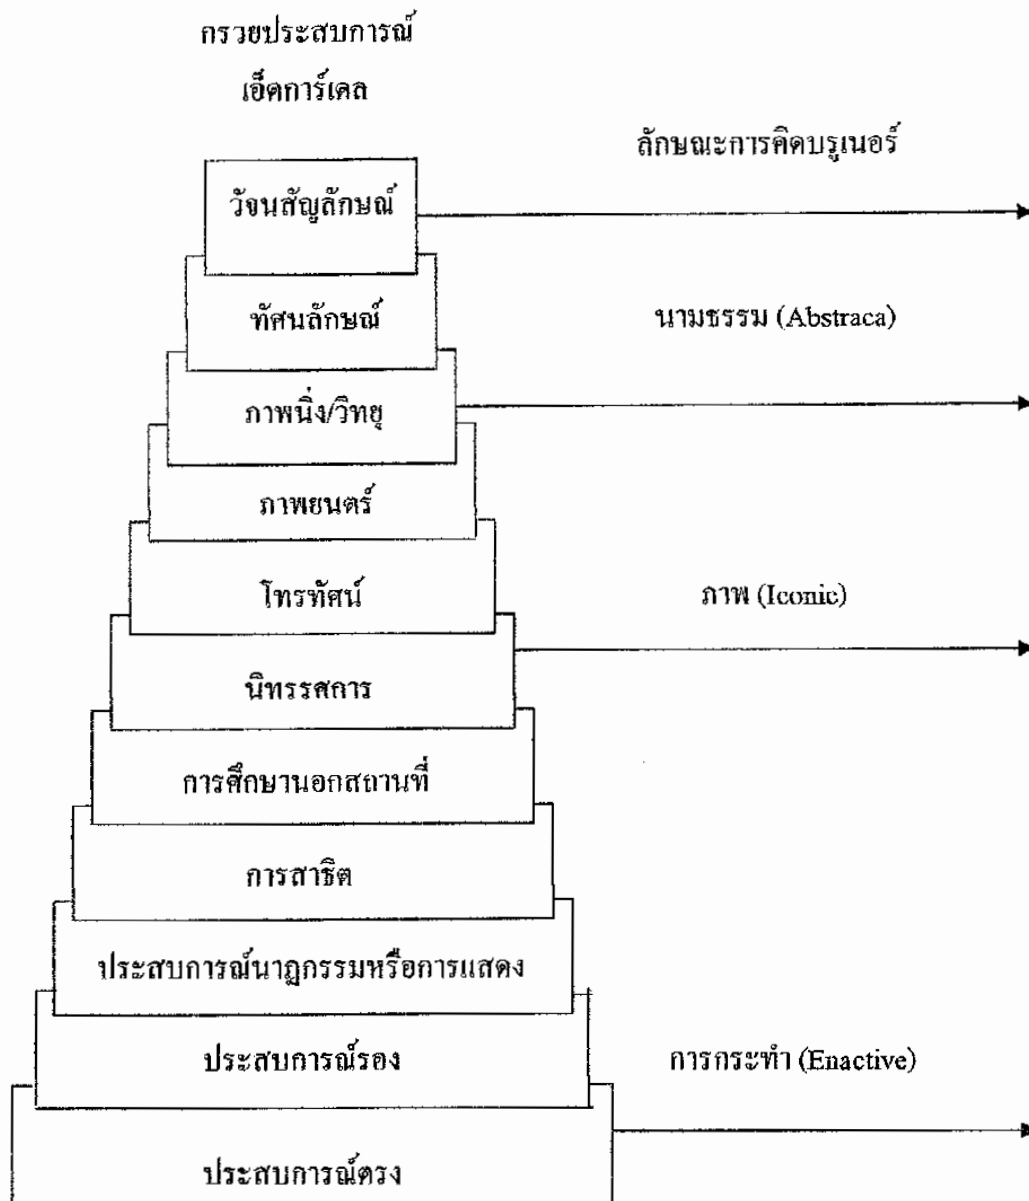 กรวยประสบการณ์
เอ็ดการ์เดล
ลักษณะการคิดบรูเนอร์
วัจนสัญลักษณ์
ทัศนลักษณ์
นามธรรม (Abstraca)
ภาพนิ่ง/วิทยุ
ภาพยนตร์
โทรทัศน์
ภาพ (Iconic)
นิทรรศการ
การศึกษานอกสถานที่
การสาธิต
ประสบการณ์นาฏกรรมหรือการแสดง
ประสบการณ์รอง
การกระทำ (Enactive)
ประสบการณ์ตรง